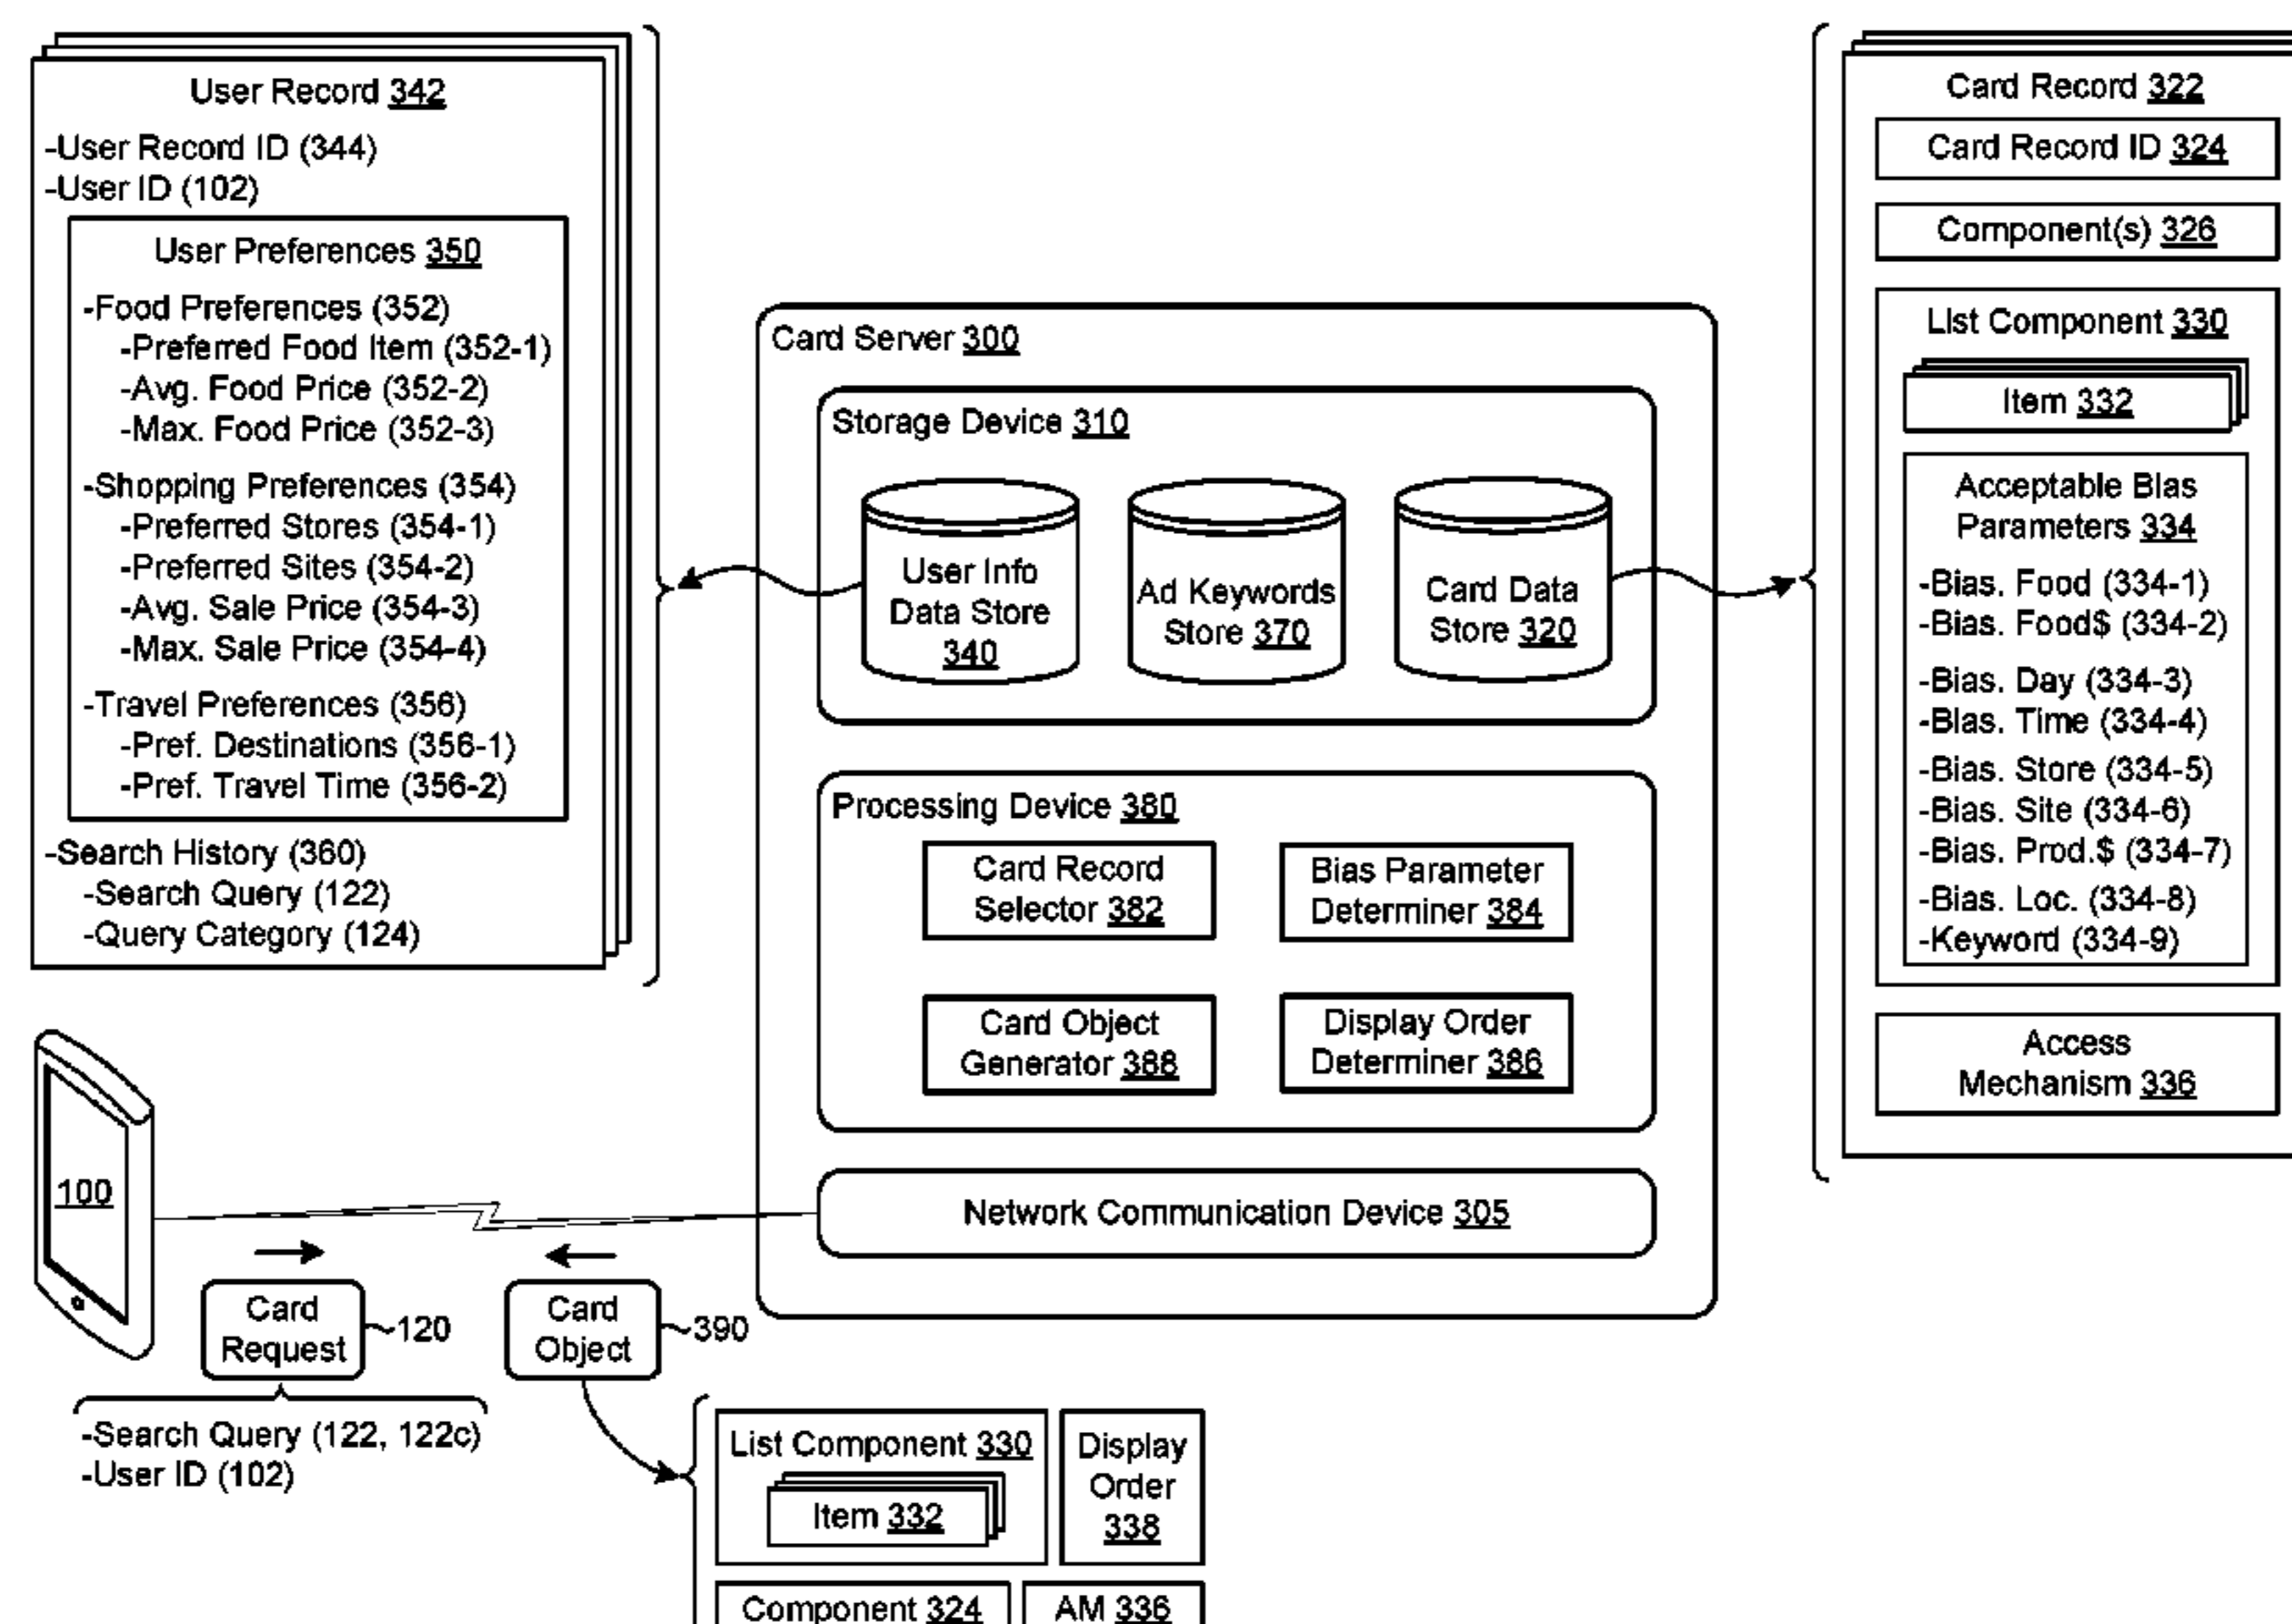 User Record 342
-User Record ID (344)
-User ID (102)
User Preferences 350
-Food Preferences (352)
-Preferred Food Item (352-1)
-Avg. Food Price (352-2)
-Max. Food Price (352-3)
-Shopping Preferences (354)
-Preferred Stores (354-1)
-Preferred Sites (354-2)
-Avg. Sale Price (354-3)
-Max. Sale Price (354-4)
-Travel Preferences (356)
-Pref. Destinations (356-1)
-Pref. Travel Time (356-2)
-Search History (360)
-Search Query (122)
-Query Category (124)
Card Server 300
Storage Device 310
User Info
Data Store
340
Ad Keywords
Store 370
Card Data
Store 320
Processing Device 380
Card Record
Selector 382
Bias Parameter
Determiner 384
Card Object
Generator 388
Display Order
Determiner 386
Network Communication Device 305
Card Record 322
Card Record ID 324
Component(s) 326
List Component 330
Item 332
Acceptable Bias
Parameters 334
-Bias. Food (334-1)
-Bias. Food$ (334-2)
-Bias. Day (334-3)
-Bias. Time (334-4)
-Bias. Store (334-5)
-Bias. Site (334-6)
-Bias. Prod.$ (334-7)
-Bias. Loc. (334-8)
-Keyword (334-9)
Access
Mechanism 336
100
Card
Request
120
Card
Object
390
-Search Query (122, 122c)
-User ID (102)
List Component 330
Item 332
Display
Order
338
Component 324
AM 336